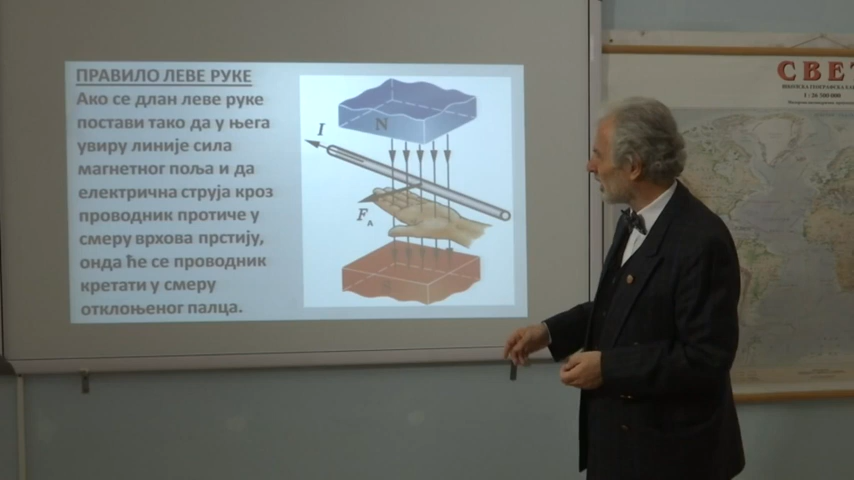 ПРАВИЛО ЛЕВЕ РУКЕ
Ако се длан леве руке
постави тако да у њега
увиру линије сила
магнетног поља и да
електрична струја кроз
проводник протиче у
смеру врхова прстију,
онда ће се проводник
кретати у смеру
отклоњеног палца.
N
I
F_A
S
СВЕТ